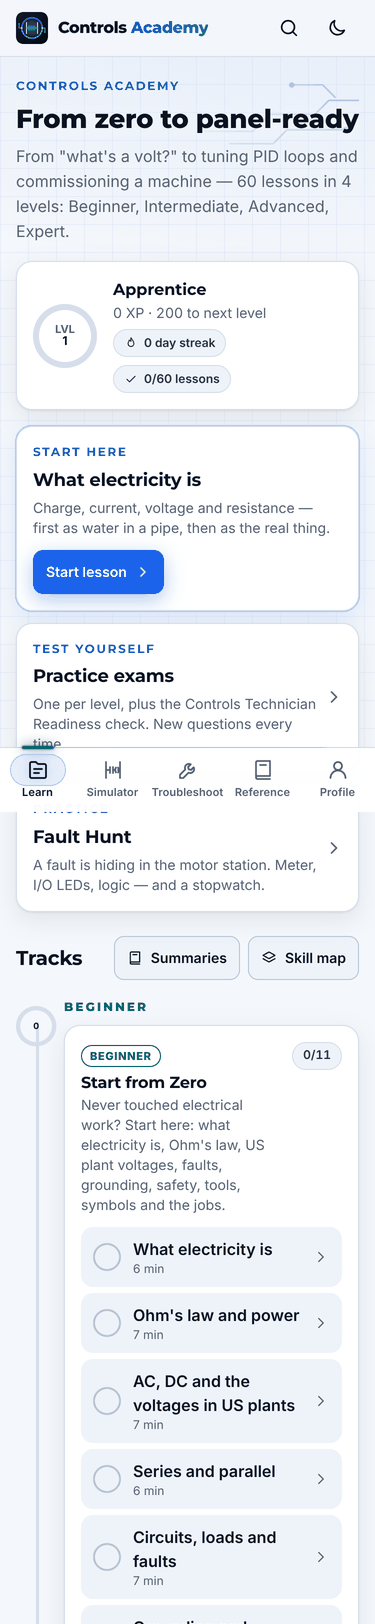 Controls Academy
CONTROLS ACADEMY
From zero to panel-ready
From "what's a volt?" to tuning PID loops and
commissioning a machine — 60 lessons in 4
levels: Beginner, Intermediate, Advanced,
Expert.
LVL
1
Apprentice
0 XP · 200 to next level
0 day streak
0/60 lessons
START HERE
What electricity is
Charge, current, voltage and resistance —
first as water in a pipe, then as the real thing.
Start lesson
TEST YOURSELF
Practice exams
One per level, plus the Controls Technician
Readiness check. New questions every
time.
Learn
Simulator
Troubleshoot
Reference
Profile
PRACTICE
Fault Hunt
A fault is hiding in the motor station. Meter,
I/O LEDs, logic — and a stopwatch.
Tracks
Summaries
Skill map
0
BEGINNER
BEGINNER
0/11
Start from Zero
Never touched electrical
work? Start here: what
electricity is, Ohm's law, US
plant voltages, faults,
grounding, safety, tools,
symbols and the jobs.
What electricity is
6 min
Ohm's law and power
7 min
AC, DC and the
voltages in US plants
7 min
Series and parallel
6 min
Circuits, loads and
faults
7 min